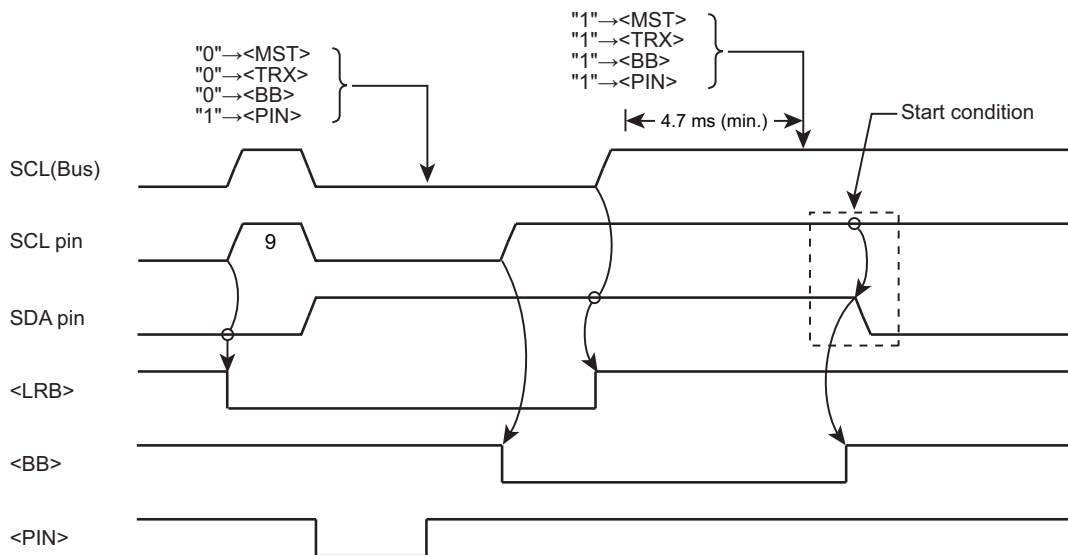 "0"→<MST>
"0"→<TRX>
"0"→<BB>
"1"→<PIN>
"1"→<MST>
"1"→<TRX>
"1"→<BB>
"1"→<PIN>
4.7 ms (min.)
Start condition
SCL(Bus)
SCL pin
9
SDA pin
<LRB>
<BB>
<PIN>